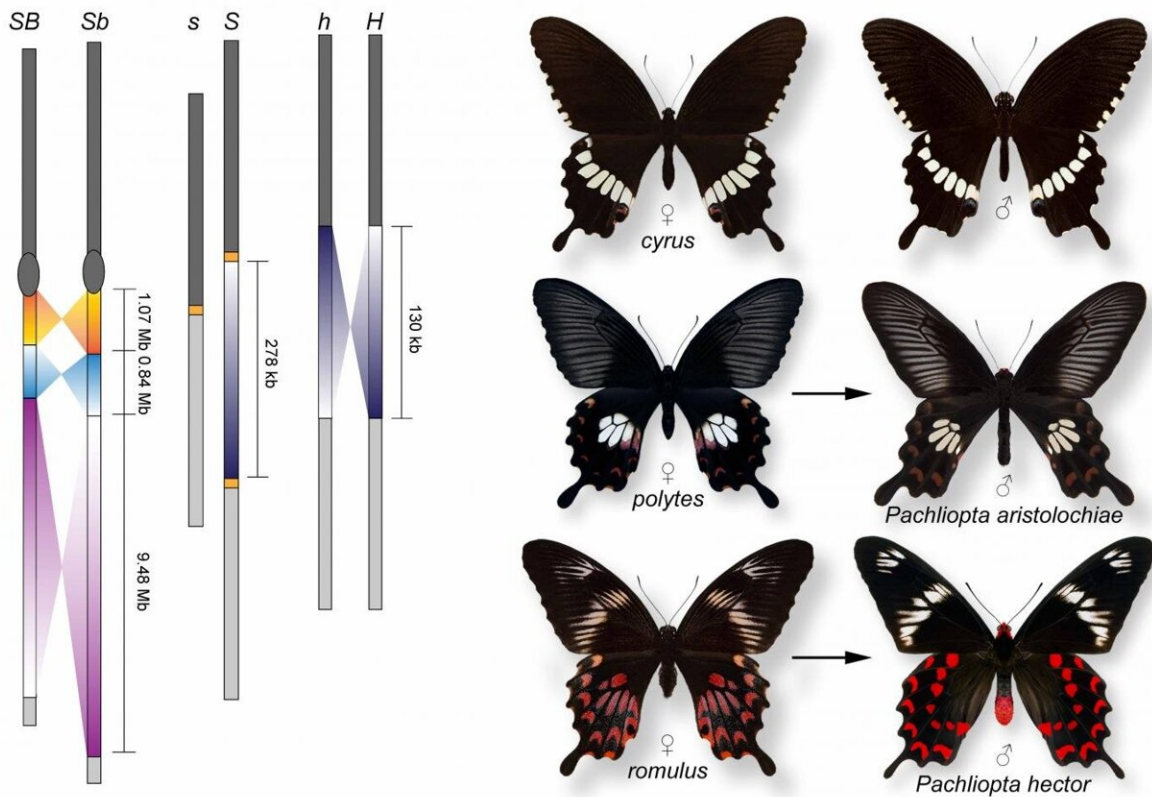 SB Sb s S h H
1.07 Mb
0.84 Mb
9.48 Mb
278 kb
130 kb
♀
cyrus
♂
♀
polytes
♂
Pachliopta aristolochiae
♀
romulus
♂
Pachliopta hector